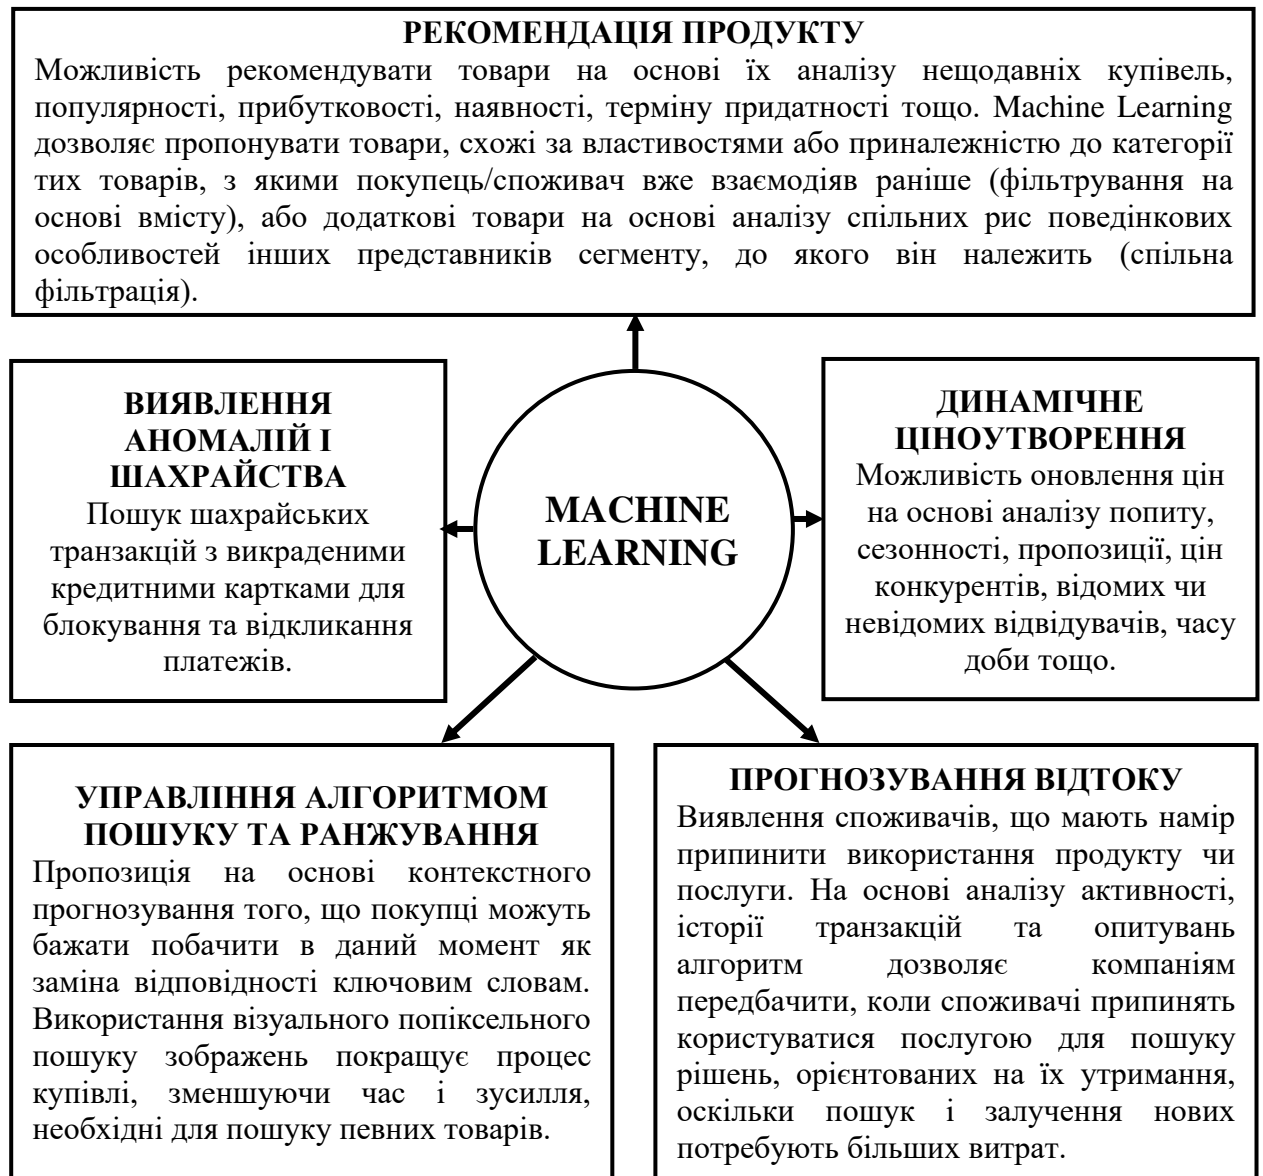 РЕКОМЕНДАЦІЯ ПРОДУКТУ
Можливість рекомендувати товари на основі їх аналізу нещодавніх купівель,
популярності, прибутковості, наявності, терміну придатності тощо. Machine Learning
дозволяє пропонувати товари, схожі за властивостями або приналежністю до категорії
тих товарів, з якими покупець/споживач вже взаємодіяв раніше (фільтрування на
основі вмісту), або додаткові товари на основі аналізу спільних рис поведінкових
особливостей інших представників сегменту, до якого він належить (спільна
фільтрація).
ВИЯВЛЕННЯ
АНОМАЛІЙ І
ШАХРАЙСТВА
Пошук шахрайських
транзакцій з викраденими
кредитними картками для
блокування та відкликання
платежів.
MACHINE
LEARNING
ДИНАМІЧНЕ
ЦІНОУТВОРЕННЯ
Можливість оновлення цін
на основі аналізу попиту,
сезонності, пропозиції, цін
конкурентів, відомих чи
невідомих відвідувачів, часу
доби тощо.
УПРАВЛІННЯ АЛГОРИТМОМ
ПОШУКУ ТА РАНЖУВАННЯ
Пропозиція на основі контекстного
прогнозування того, що покупці можуть
бажати побачити в даний момент як
заміна відповідності ключовим словам.
Використання візуального попіксельного
пошуку зображень покращує процес
купівлі, зменшуючи час і зусилля,
необхідні для пошуку певних товарів.
ПРОГНОЗУВАННЯ ВІДТОКУ
Виявлення споживачів, що мають намір
припинити використання продукту чи
послуги. На основі аналізу активності,
історії транзакцій та опитувань
алгоритм дозволяє компаніям
передбачити, коли споживачі припинять
користуватися послугою для пошуку
рішень, орієнтованих на їх утримання,
оскільки пошук і залучення нових
потребують більших витрат.